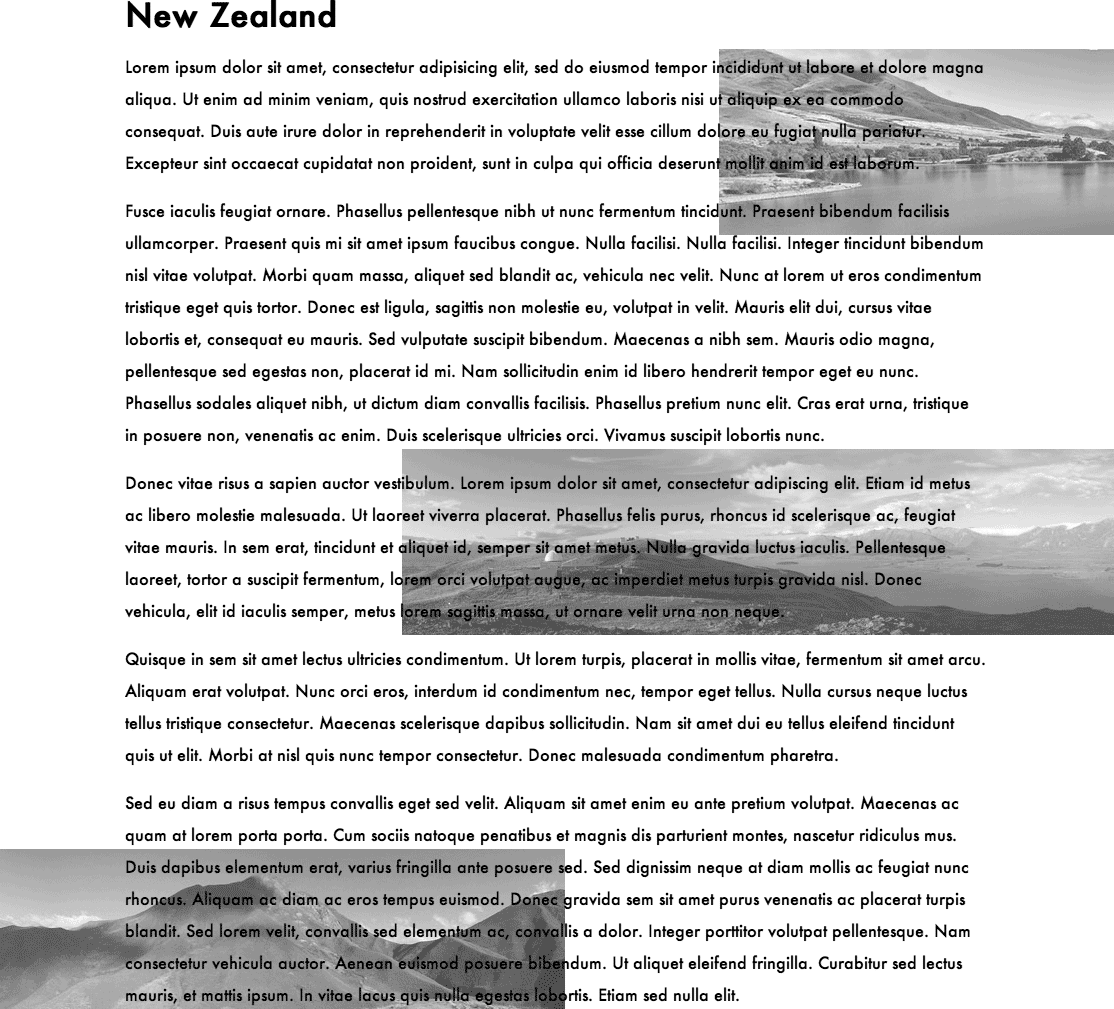 New Zealand
Lorem ipsum dolor sit amet, consectetur adipisicing elit, sed do eiusmod tempor incididunt ut labore et dolore magna
aliqua. Ut enim ad minim veniam, quis nostrud exercitation ullamco laboris nisi ut aliquip ex ea commodo
consequat. Duis aute irure dolor in reprehenderit in voluptate velit esse cillum dolore eu fugiat nulla pariatur.
Excepteur sint occaecat cupidatat non proident, sunt in culpa qui officia deserunt mollit anim id est laborum.
Fusce iaculis feugiat ornare. Phasellus pellentesque nibh ut nunc fermentum tincidunt. Praesent bibendum facilisis
ullamcorper. Praesent quis mi sit amet ipsum faucibus congue. Nulla facilisi. Nulla facilisi. Integer tincidunt bibendum
nisl vitae volutpat. Morbi quam massa, aliquet sed blandit ac, vehicula nec velit. Nunc at lorem ut eros condimentum
tristique eget quis tortor. Donec est ligula, sagittis non molestie eu, volutpat in velit. Mauris elit dui, cursus vitae
lobortis et, consequat eu mauris. Sed vulputate suscipit bibendum. Maecenas a nibh sem. Mauris odio magna,
pellentesque sed egestas non, placerat id mi. Nam sollicitudin enim id libero hendrerit tempor eget eu nunc.
Phasellus sodales aliquet nibh, ut dictum diam convallis facilisis. Phasellus pretium nunc elit. Cras erat urna, tristique
in posuere non, venenatis ac enim. Duis scelerisque ultricies orci. Vivamus suscipit lobortis nunc.
Donec vitae risus a sapien auctor vestibulum. Lorem ipsum dolor sit amet, consectetur adipiscing elit. Etiam id metus
ac libero molestie malesuada. Ut laoreet viverra placerat. Phasellus felis purus, rhoncus id scelerisque ac, feugiat
vitae mauris. In sem erat, tincidunt et aliquet id, semper sit amet metus. Nulla gravida luctus iaculis. Pellentesque
laoreet, tortor a suscipit fermentum, lorem orci volutpat augue, ac imperdiet metus turpis gravida nisl. Donec
vehicula, elit id iaculis semper, metus lorem sagittis massa, ut ornare velit urna non neque.
Quisque in sem sit amet lectus ultricies condimentum. Ut lorem turpis, placerat in mollis vitae, fermentum sit amet arcu.
Aliquam erat volutpat. Nunc orci eros, interdum id condimentum nec, tempor eget tellus. Nulla cursus neque luctus
tellus tristique consectetur. Maecenas scelerisque dapibus sollicitudin. Nam sit amet dui eu tellus eleifend tincidunt
quis ut elit. Morbi at nisl quis nunc tempor consectetur. Donec malesuada condimentum pharetra.
Sed eu diam a risus tempus convallis eget sed velit. Aliquam sit amet enim eu ante pretium volutpat. Maecenas ac
quam at lorem porta porta. Cum sociis natoque penatibus et magnis dis parturient montes, nascetur ridiculus mus.
Duis dapibus elementum erat, varius fringilla ante posuere sed. Sed dignissim neque at diam mollis ac feugiat nunc
rhoncus. Aliquam ac diam ac eros tempus euismod. Donec gravida sem sit amet purus venenatis ac placerat turpis
blandit. Sed lorem velit, convallis sed elementum ac, convallis a dolor. Integer porttitor volutpat pellentesque. Nam
consectetur vehicula auctor. Aenean euismod posuere bibendum. Ut aliquet eleifend fringilla. Curabitur sed lectus
mauris, et mattis ipsum. In vitae lacus quis nulla egestas lobortis. Etiam sed nulla elit.